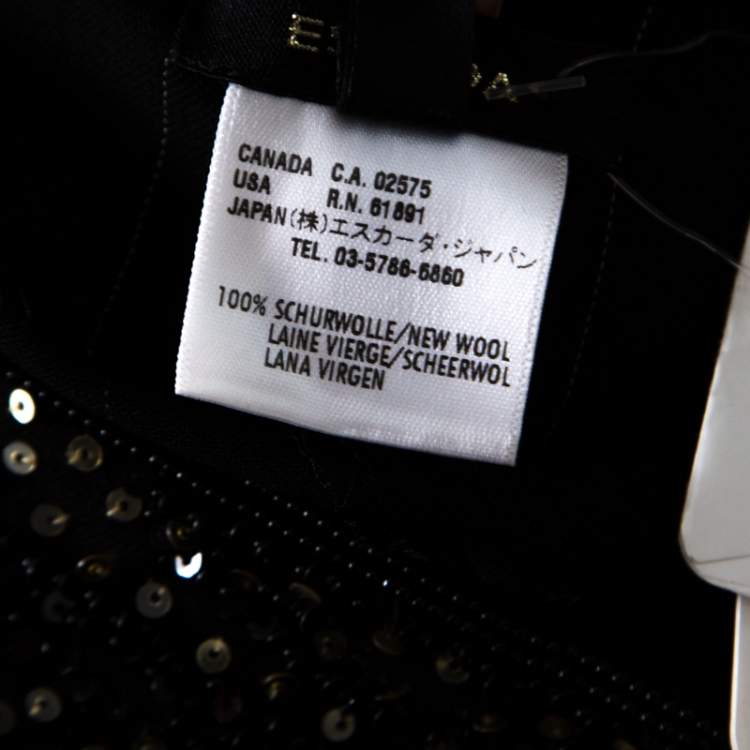 CANADA C.A. 02575
USA R.N. 61891
JAPAN(株)エスカーダ・ジャパン
TEL. 03-5786-6860
100% SCHURWOLLE/NEW WOOL
LAINE VIERGE/SCHEERWOL
LANA VIRGEN